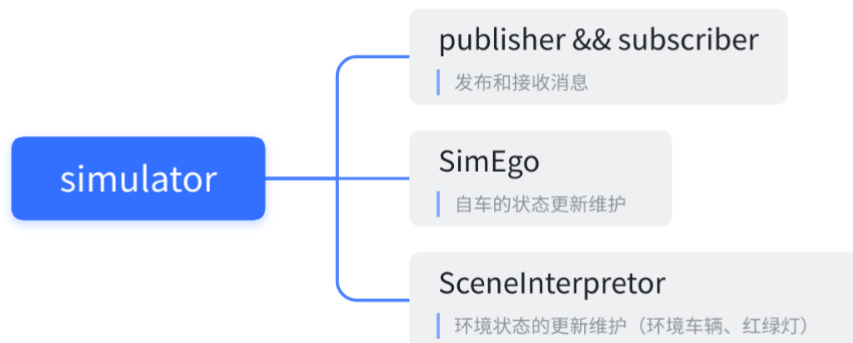 simulator
publisher && subscriber
发布和接收消息
SimEgo
自车的状态更新维护
SceneInterpretor
环境状态的更新维护（环境车辆、红绿灯）